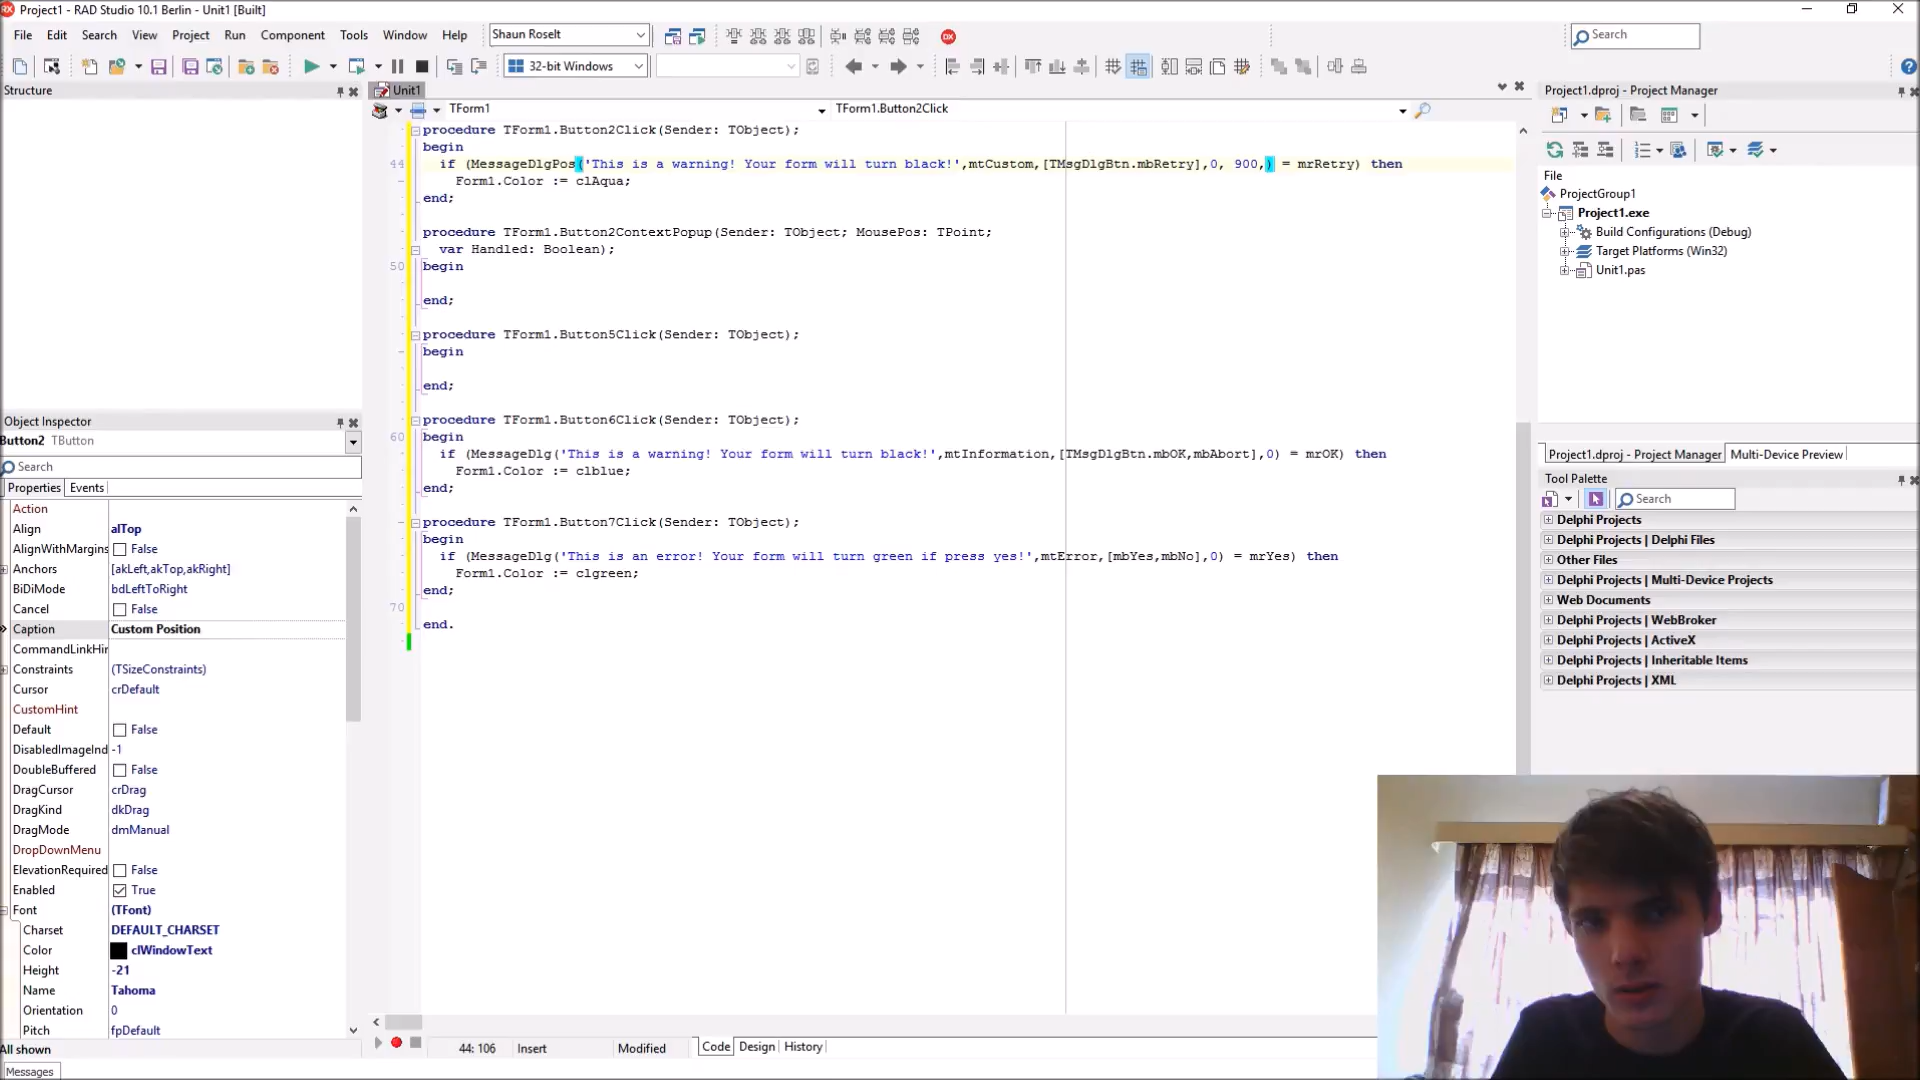 Project1 - RAD Studio 10.1 Berlin - Unit1 [Built]
File Edit Search View Project Run Component Tools Window Help Shaun Roselt Search
32-bit Windows
Structure
Unit1
TForm1 TForm1.Button2Click
procedure TForm1.Button2Click(Sender: TObject);
begin
44 if (MessageDlgPos('This is a warning! Your form will turn black!',mtCustom,[TMsgDlgBtn.mbRetry],0, 900,) = mrRetry) then
Form1.Color := clAqua;
end;
procedure TForm1.Button2ContextPopup(Sender: TObject; MousePos: TPoint;
var Handled: Boolean);
50 begin
end;
procedure TForm1.Button5Click(Sender: TObject);
begin
end;
procedure TForm1.Button6Click(Sender: TObject);
60 begin
if (MessageDlg('This is a warning! Your form will turn black!',mtInformation,[TMsgDlgBtn.mbOK,mbAbort],0) = mrOK) then
Form1.Color := clblue;
end;
procedure TForm1.Button7Click(Sender: TObject);
begin
if (MessageDlg('This is an error! Your form will turn green if press yes!',mtError,[mbYes,mbNo],0) = mrYes) then
Form1.Color := clgreen;
end;
70
end.
Object Inspector
Button2 TButton
Search
Properties Events
Action
Align alTop
AlignWithMargins False
Anchors [akLeft,akTop,akRight]
BiDiMode bdLeftToRight
Cancel False
Caption Custom Position
CommandLinkHir
Constraints (TSizeConstraints)
Cursor crDefault
CustomHint
Default False
DisabledImageInd -1
DoubleBuffered False
DragCursor crDrag
DragKind dkDrag
DragMode dmManual
DropDownMenu
ElevationRequired False
Enabled True
Font (TFont)
Charset DEFAULT_CHARSET
Color clWindowText
Height -21
Name Tahoma
Orientation 0
Pitch fpDefault
All shown
Messages
44: 106 Insert Modified Code Design History
Project1.dproj - Project Manager
File
ProjectGroup1
Project1.exe
Build Configurations (Debug)
Target Platforms (Win32)
Unit1.pas
Project1.dproj - Project Manager Multi-Device Preview
Tool Palette
Search
Delphi Projects
Delphi Projects | Delphi Files
Other Files
Delphi Projects | Multi-Device Projects
Web Documents
Delphi Projects | WebBroker
Delphi Projects | ActiveX
Delphi Projects | Inheritable Items
Delphi Projects | XML